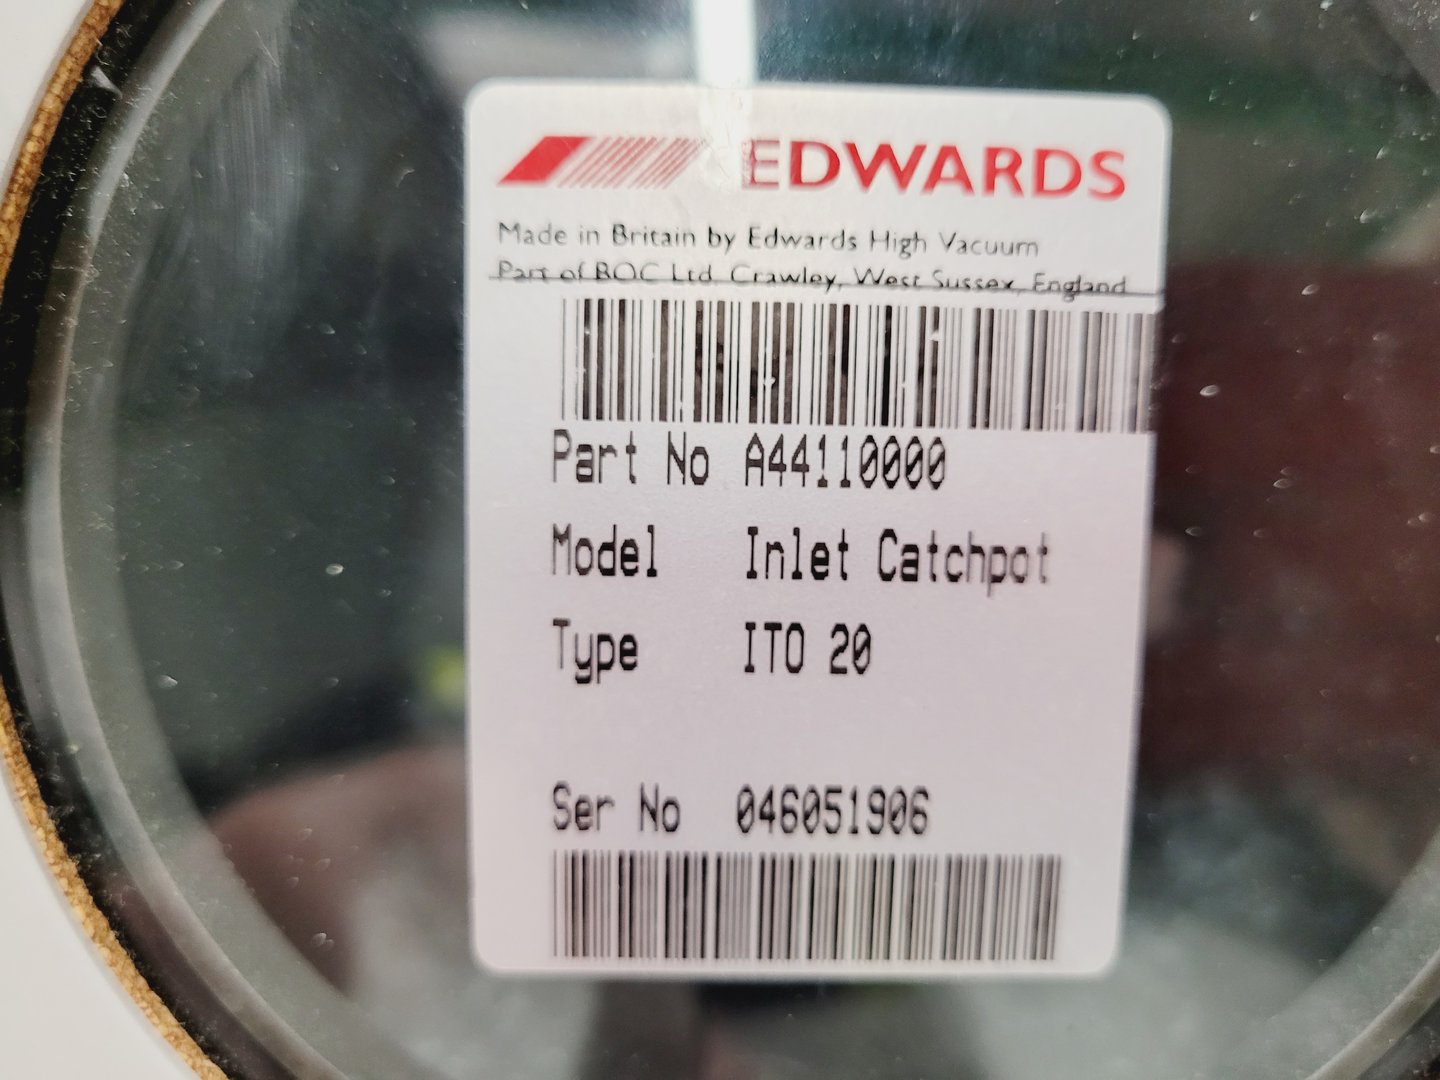 EDWARDS
Made in Britain by Edwards High Vacuum
Part of BOC Ltd. Crawley, West Sussex, England
Part No A44110000
Model Inlet Catchpot
Type ITO 20
Ser No 046051906